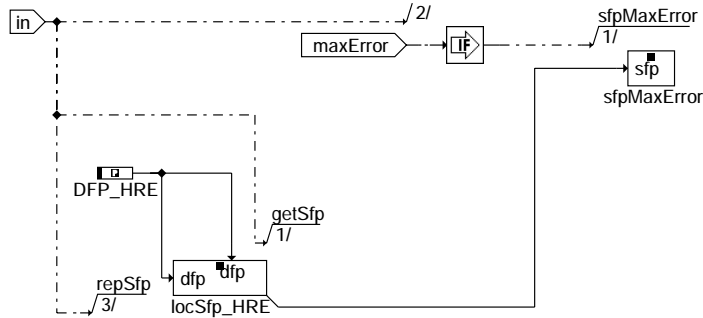 in
2/
sfpMaxError
1/
maxError
IF
sfp
sfpMaxError
DFP_HRE
getSfp
1/
dfp
dfp
repSfp
3/
locSfp_HRE